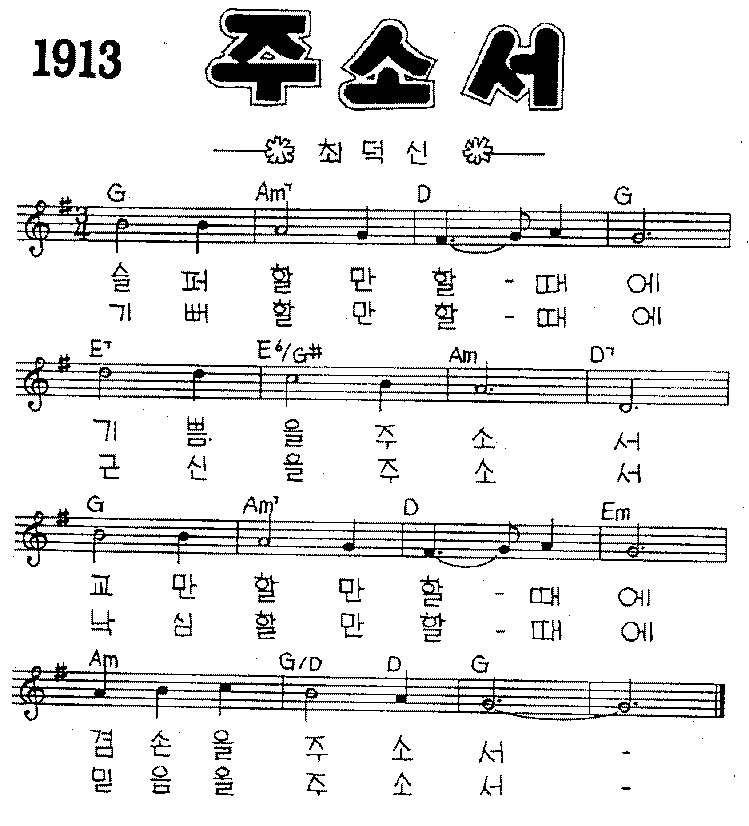 1913
주소서
최덕신
G Am7 D G
3/4
슬 퍼 할 만 할 - 때 에
기 뻐 할 만 할 - 때 에
E7 E6/G# Am D7
기 쁨 을 주 소 서
근 신 을 주 소 서
G Am7 D Em
교 만 할 만 할 - 때 에
낙 심 할 만 할 - 때 에
Am G/D D G
겸 손 을 주 소 서 -
믿 음 을 주 소 서 -